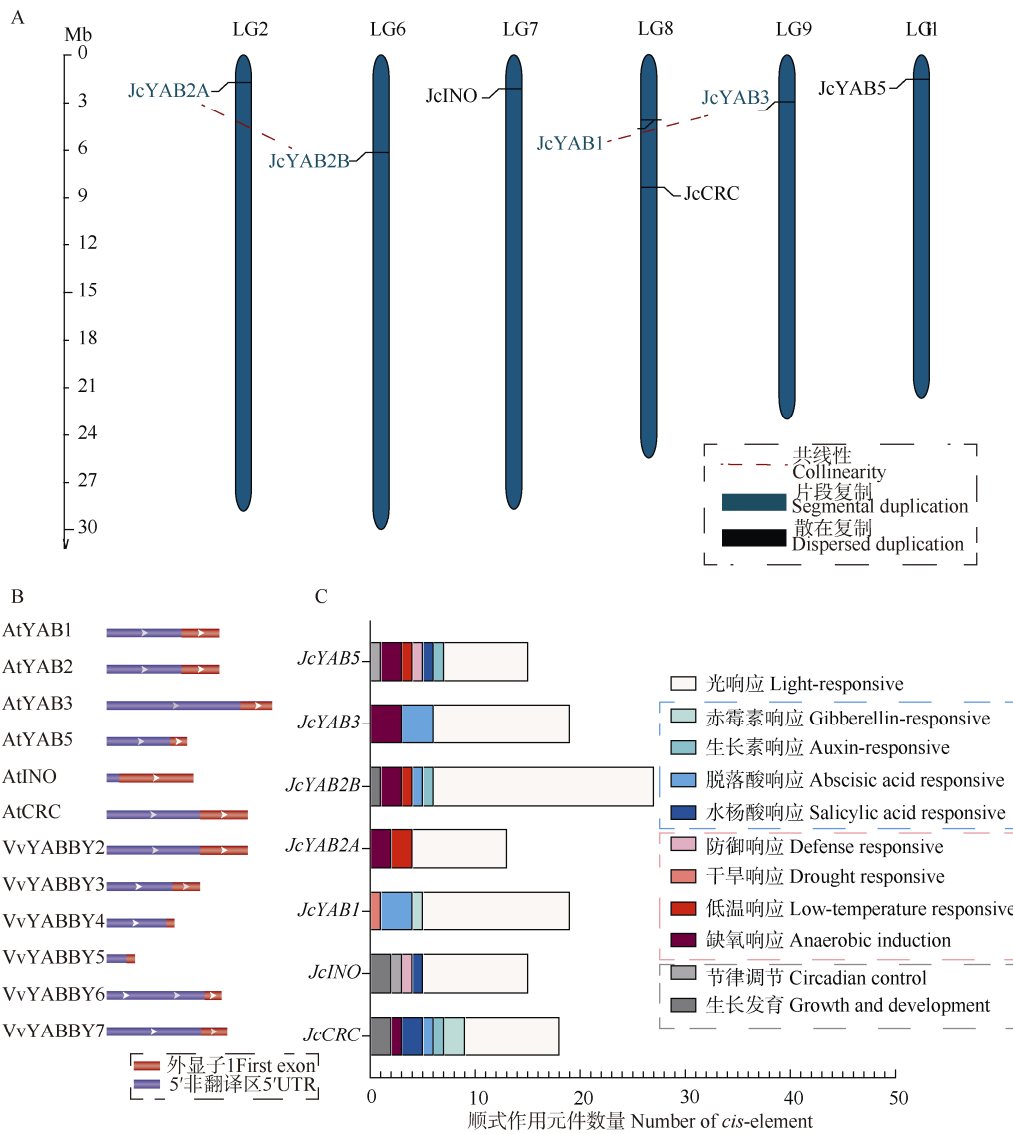 A
Mb
LG2
LG6
LG7
LG8
LG9
0
3
6
9
12
15
18
21
24
27
30
JcYAB2A
JcYAB2B
JcINO
JcYAB1
JcCRC
JcYAB3
JcYAB5
共线性
Collinearity
片段复制
Segmental duplication
散在复制
Dispersed duplication
B
AtYAB1
AtYAB2
AtYAB3
AtYAB5
AtINO
AtCRC
VvYABBY2
VvYABBY3
VvYABBY4
VvYABBY5
VvYABBY6
VvYABBY7
外显子1First exon
5'非翻译区5'UTR
C
JcYAB5
JcYAB3
JcYAB2B
JcYAB2A
JcYAB1
JcINO
JcCRC
0 10 20 30 40 50
顺式作用元件数量 Number of cis-element
光响应 Light-responsive
赤霉素响应 Gibberellin-responsive
生长素响应 Auxin-responsive
脱落酸响应 Abscisic acid responsive
水杨酸响应 Salicylic acid responsive
防御响应 Defense responsive
干旱响应 Drought responsive
低温响应 Low-temperature responsive
缺氧响应 Anaerobic induction
节律调节 Circadian control
生长发育 Growth and development